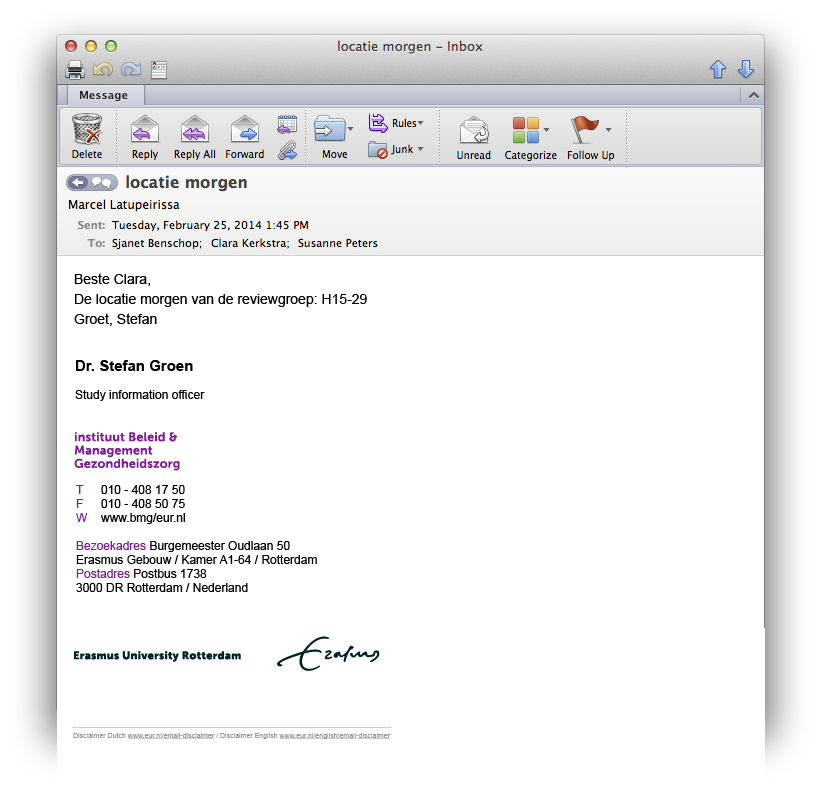 locatie morgen – Inbox
Message
Delete
Reply
Reply All
Forward
Move
Rules
Junk
Unread
Categorize
Follow Up
locatie morgen
Marcel Latupeirissa
Sent: Tuesday, February 25, 2014 1:45 PM
To: Sjanet Benschop; Clara Kerkstra; Susanne Peters
Beste Clara,
De locatie morgen van de reviewgroep: H15-29
Groet, Stefan
Dr. Stefan Groen
Study information officer
instituut Beleid &
Management
Gezondheidszorg
T 010 - 408 17 50
F 010 - 408 50 75
W www.bmg/eur.nl
Bezoekadres Burgemeester Oudlaan 50
Erasmus Gebouw / Kamer A1-64 / Rotterdam
Postadres Postbus 1738
3000 DR Rotterdam / Nederland
Erasmus University Rotterdam Erasmus
Disclaimer Dutch www.eur.nl/email-disclaimer / Disclaimer English www.eur.nl/english/email-disclaimer